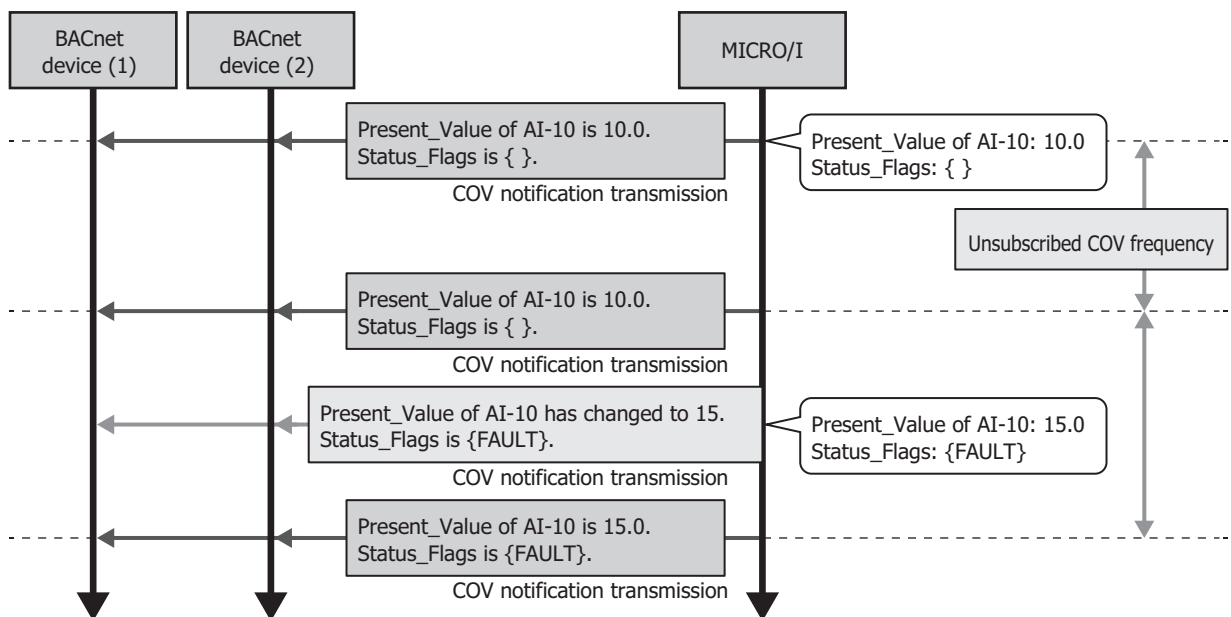 BACnet
device (1)
BACnet
device (2)
MICRO/I
Present_Value of AI-10 is 10.0.
Status_Flags is { }.
COV notification transmission
Present_Value of AI-10: 10.0
Status_Flags: { }
Unsubscribed COV frequency
Present_Value of AI-10 is 10.0.
Status_Flags is { }.
COV notification transmission
Present_Value of AI-10 has changed to 15.
Status_Flags is {FAULT}.
COV notification transmission
Present_Value of AI-10: 15.0
Status_Flags: {FAULT}
Present_Value of AI-10 is 15.0.
Status_Flags is {FAULT}.
COV notification transmission